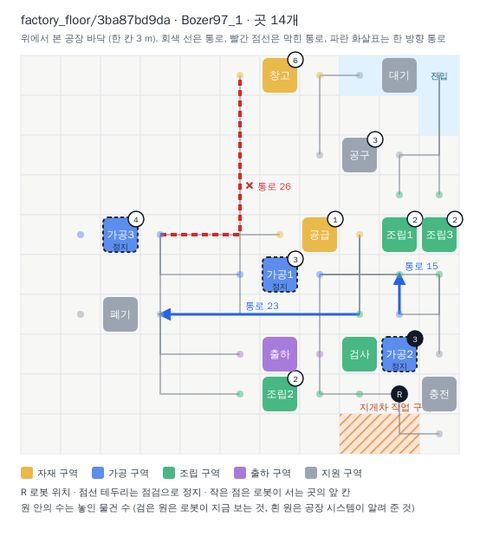 factory_floor/3ba87bd9da · Bozer97_1 · 곳 14개
위에서 본 공장 바닥 (한 칸 3 m). 회색 선은 통로, 빨간 점선은 막힌 통로, 파란 화살표는 한 방향 통로
6
창고
대기
3
공구
✕ 통로 26
4
가공3
정지
1
공급
2
조립1
2
조립3
3
가공1
정지
통로 15
통로 23
폐기
출하
검사
3
가공2
정지
2
조립2
R
충전
지게차 작업 구
자재 구역
가공 구역
조립 구역
출하 구역
지원 구역
R 로봇 위치 · 점선 테두리는 점검으로 정지 · 작은 점은 로봇이 서는 곳의 앞 칸
원 안의 수는 놓인 물건 수 (검은 원은 로봇이 지금 보는 것, 흰 원은 공장 시스템이 알려 준 것)